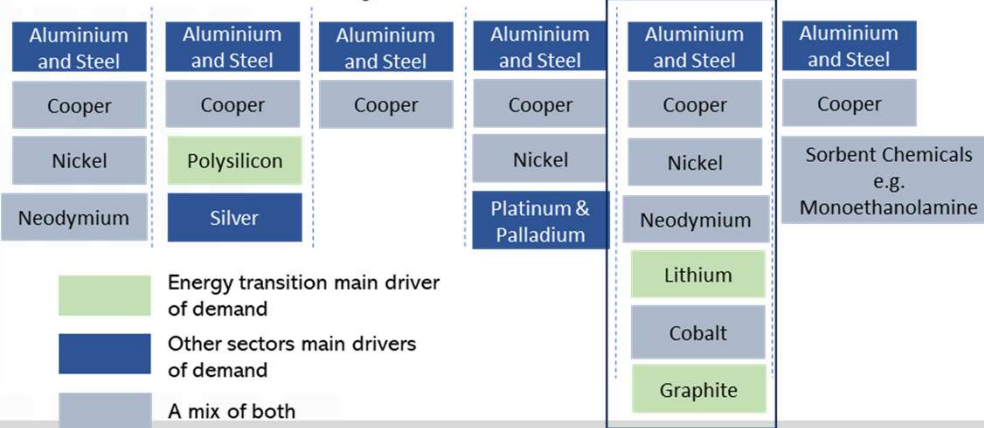 Aluminium
and Steel
Cooper
Nickel
Neodymium
Aluminium
and Steel
Cooper
Polysilicon
Silver
Aluminium
and Steel
Cooper
Aluminium
and Steel
Cooper
Nickel
Platinum &
Palladium
Aluminium
and Steel
Cooper
Nickel
Neodymium
Lithium
Cobalt
Graphite
Aluminium
and Steel
Cooper
Sorbent Chemicals
e.g.
Monoethanolamine
Energy transition main driver
of demand
Other sectors main drivers
of demand
A mix of both